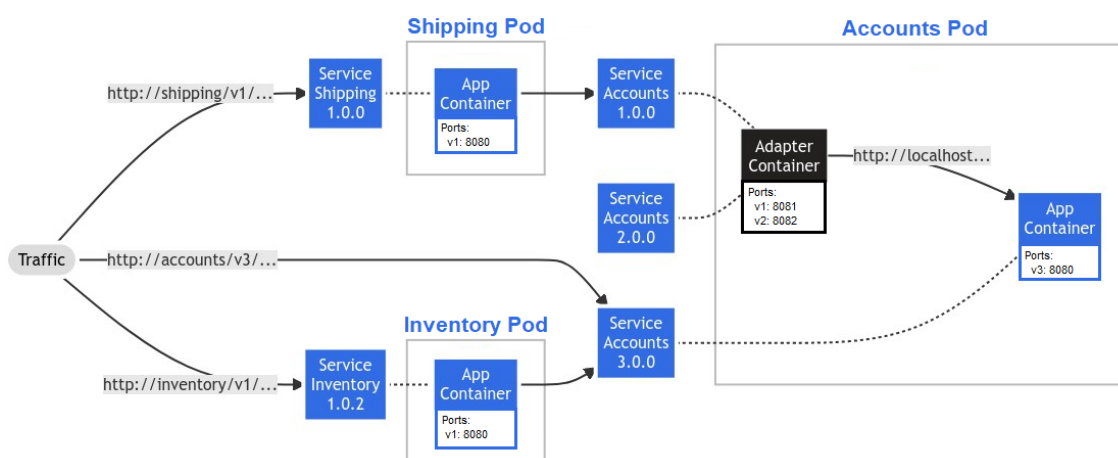 Shipping Pod
Accounts Pod
http://shipping/v1/...
Service
Shipping
1.0.0
App
Container
Ports:
v1: 8080
Service
Accounts
1.0.0
Adapter
Container
Ports:
v1: 8081
v2: 8082
http://localhost...
Service
Accounts
2.0.0
App
Container
Ports:
v3: 8080
Traffic
http://accounts/v3/...
Inventory Pod
Service
Accounts
3.0.0
http://inventory/v1/...
Service
Inventory
1.0.2
App
Container
Ports:
v1: 8080